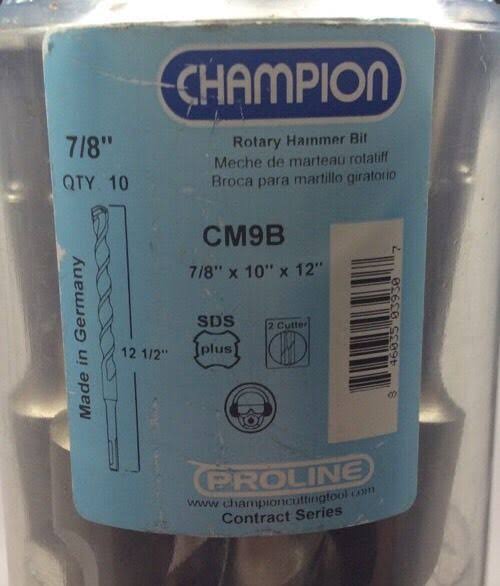 CHAMPION
7/8"
QTY 10
Rotary Hammer Bit
Meche de marteau rotatiff
Broca para martillo giratorio
CM9B
7/8" x 10" x 12"
Made in Germany
12 1/2"
SDS
plus
2 Cutter
8 46035 03930 7
PROLINE
www.championcuttingtool.com
Contract Series